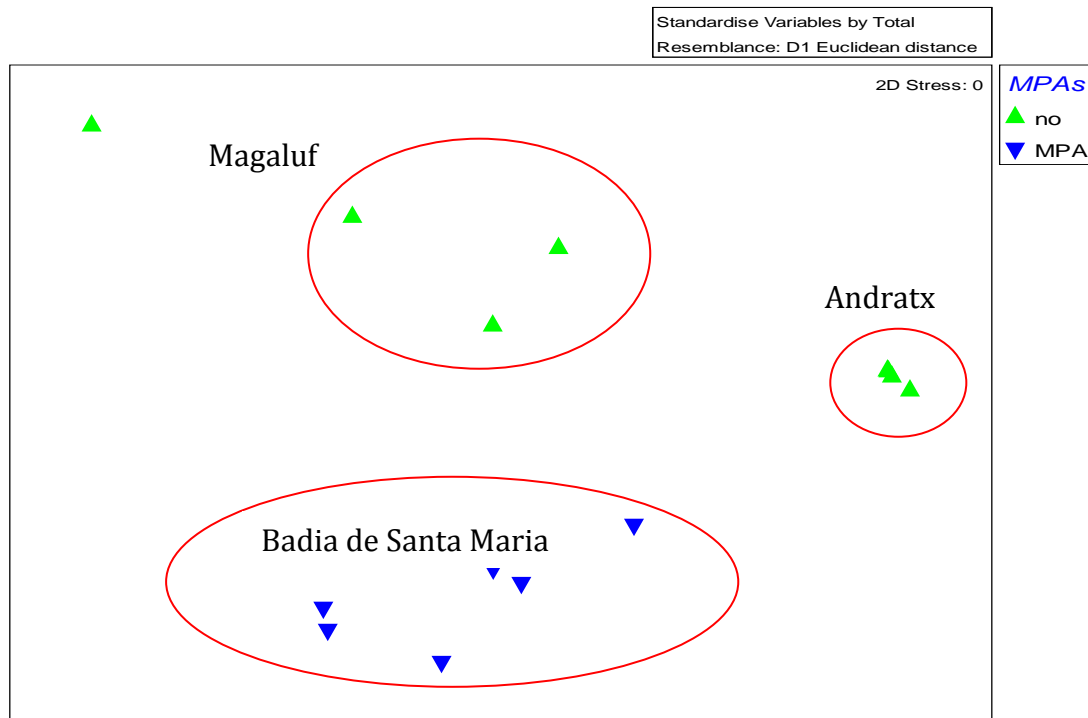 Standardise Variables by Total
Resemblance: D1 Euclidean distance
2D Stress: 0
MPAs
no
MPA
Magaluf
Andratx
Badia de Santa Maria